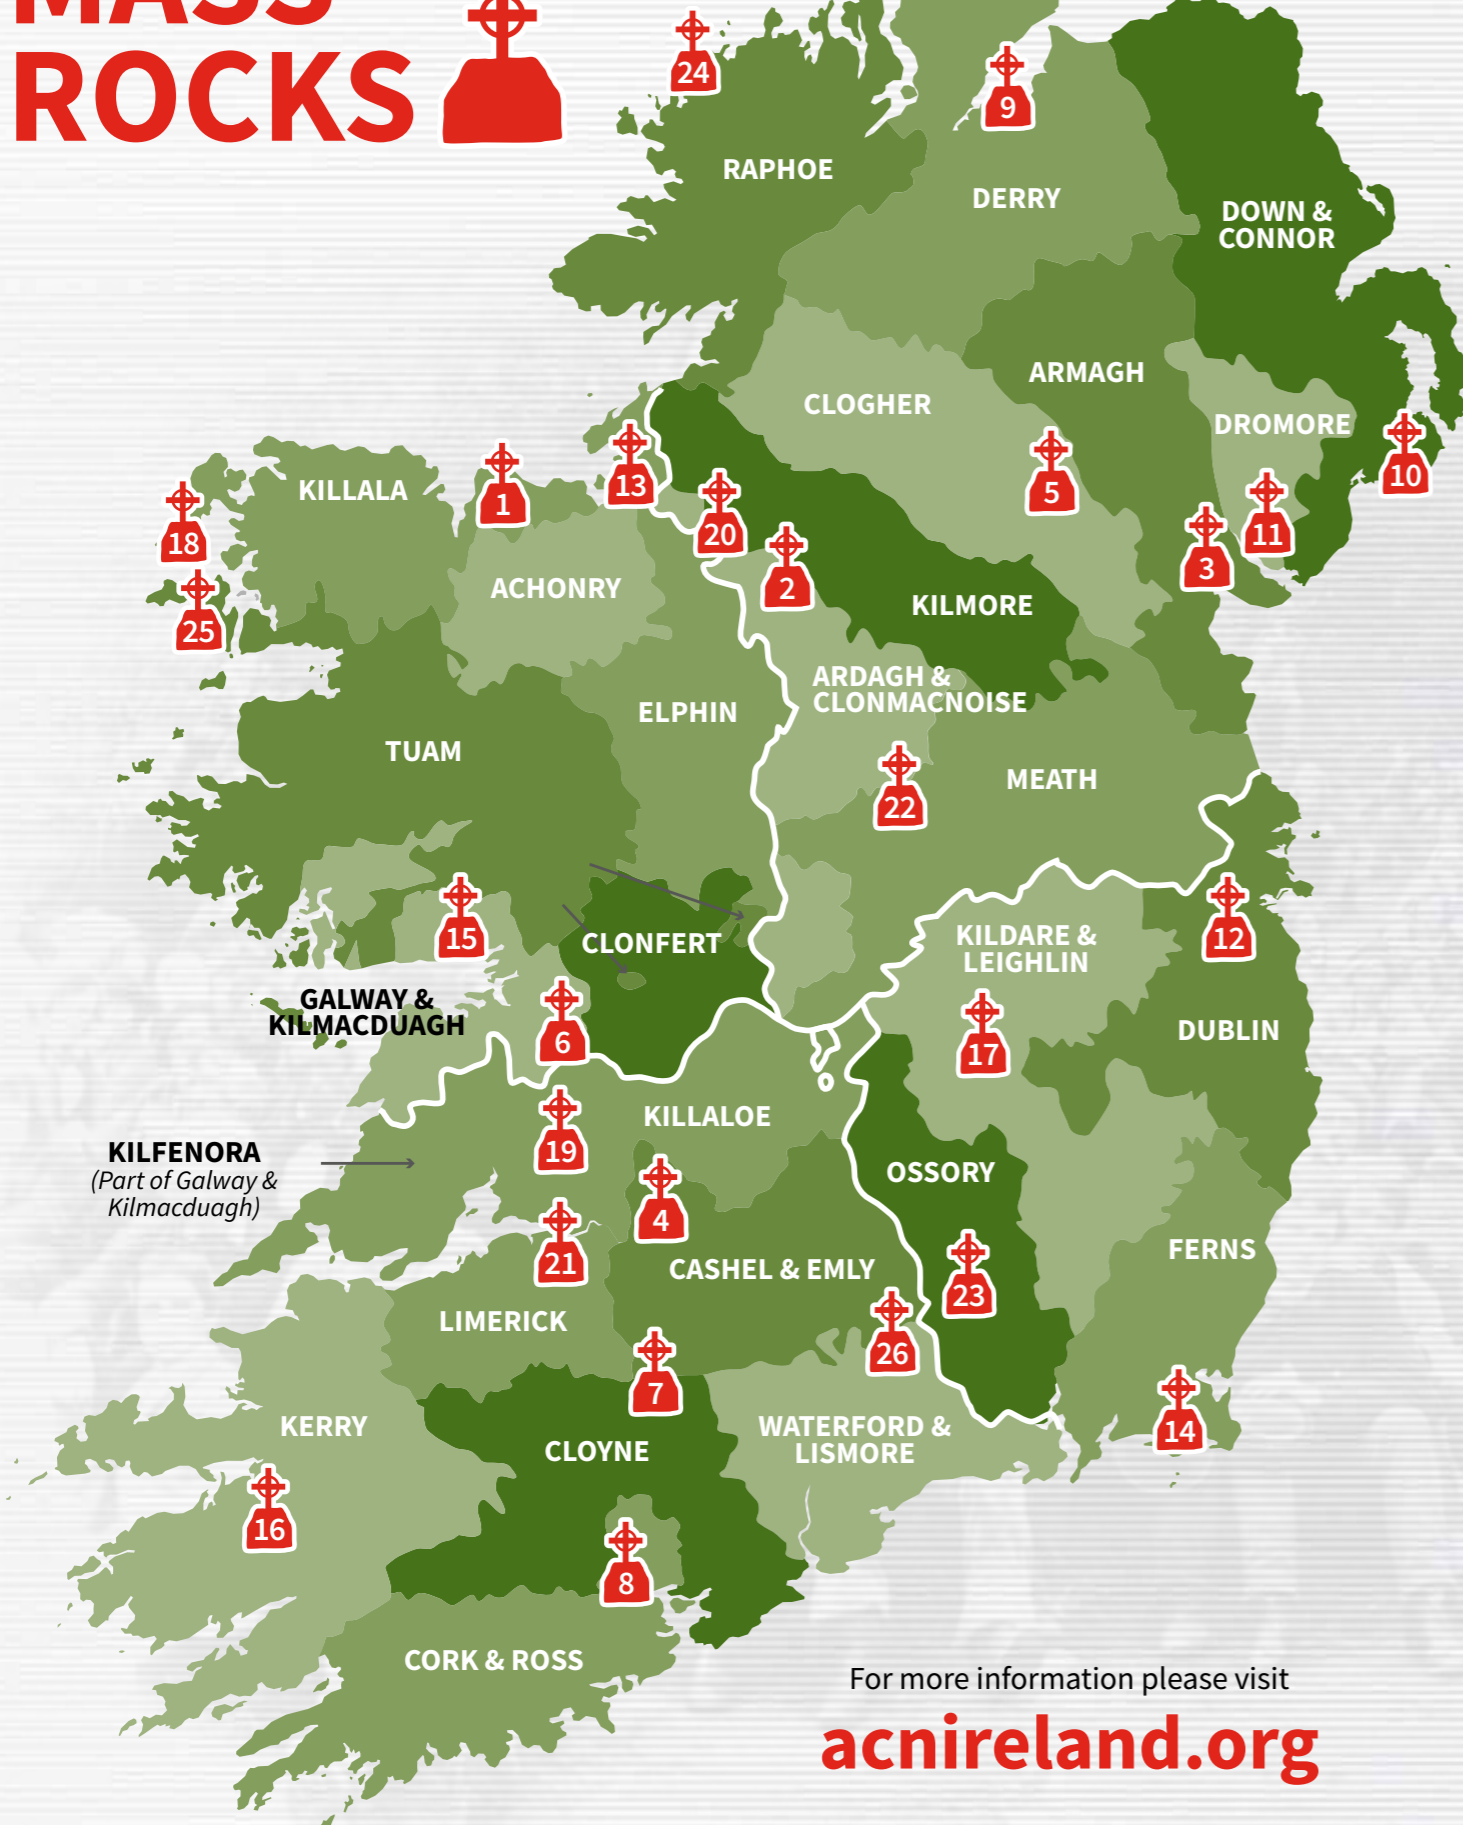 MASS
ROCKS
24
9
RAPHOE
DERRY
DOWN &
CONNOR
ARMAGH
CLOGHER
DROMORE
10
13
KILLALA
1
5
18
20
11
3
2
ACHONRY
KILMORE
25
ARDAGH &
CLONMACNOISE
ELPHIN
TUAM
MEATH
22
15
CLONFERT
KILDARE &
LEIGHLIN
12
GALWAY &
KILMACDUAGH
6
17
DUBLIN
KILLALOE
19
KILFENORA
(Part of Galway &
Kilmacduagh)
OSSORY
4
21
CASHEL & EMLY
FERNS
23
LIMERICK
26
7
14
KERRY
WATERFORD &
LISMORE
CLOYNE
16
8
CORK & ROSS
For more information please visit
acnireland.org